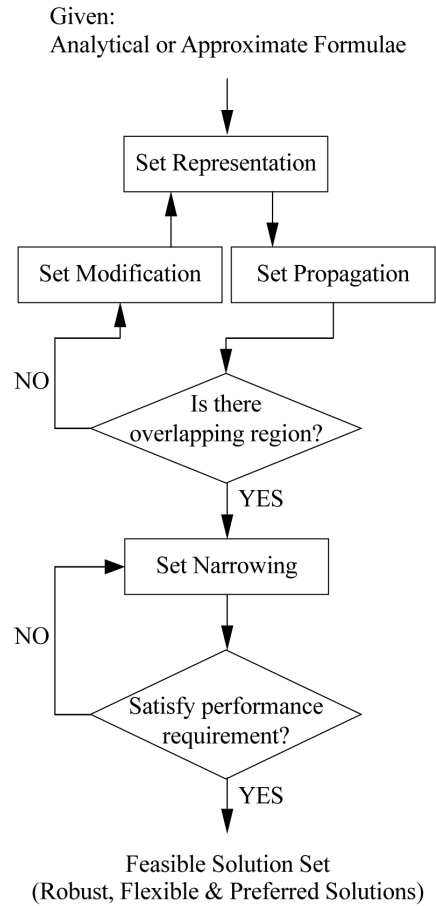 Given:
Analytical or Approximate Formulae
Set Representation
Set Modification
Set Propagation
NO
Is there
overlapping region?
YES
Set Narrowing
NO
Satisfy performance
requirement?
YES
Feasible Solution Set
(Robust, Flexible & Preferred Solutions)